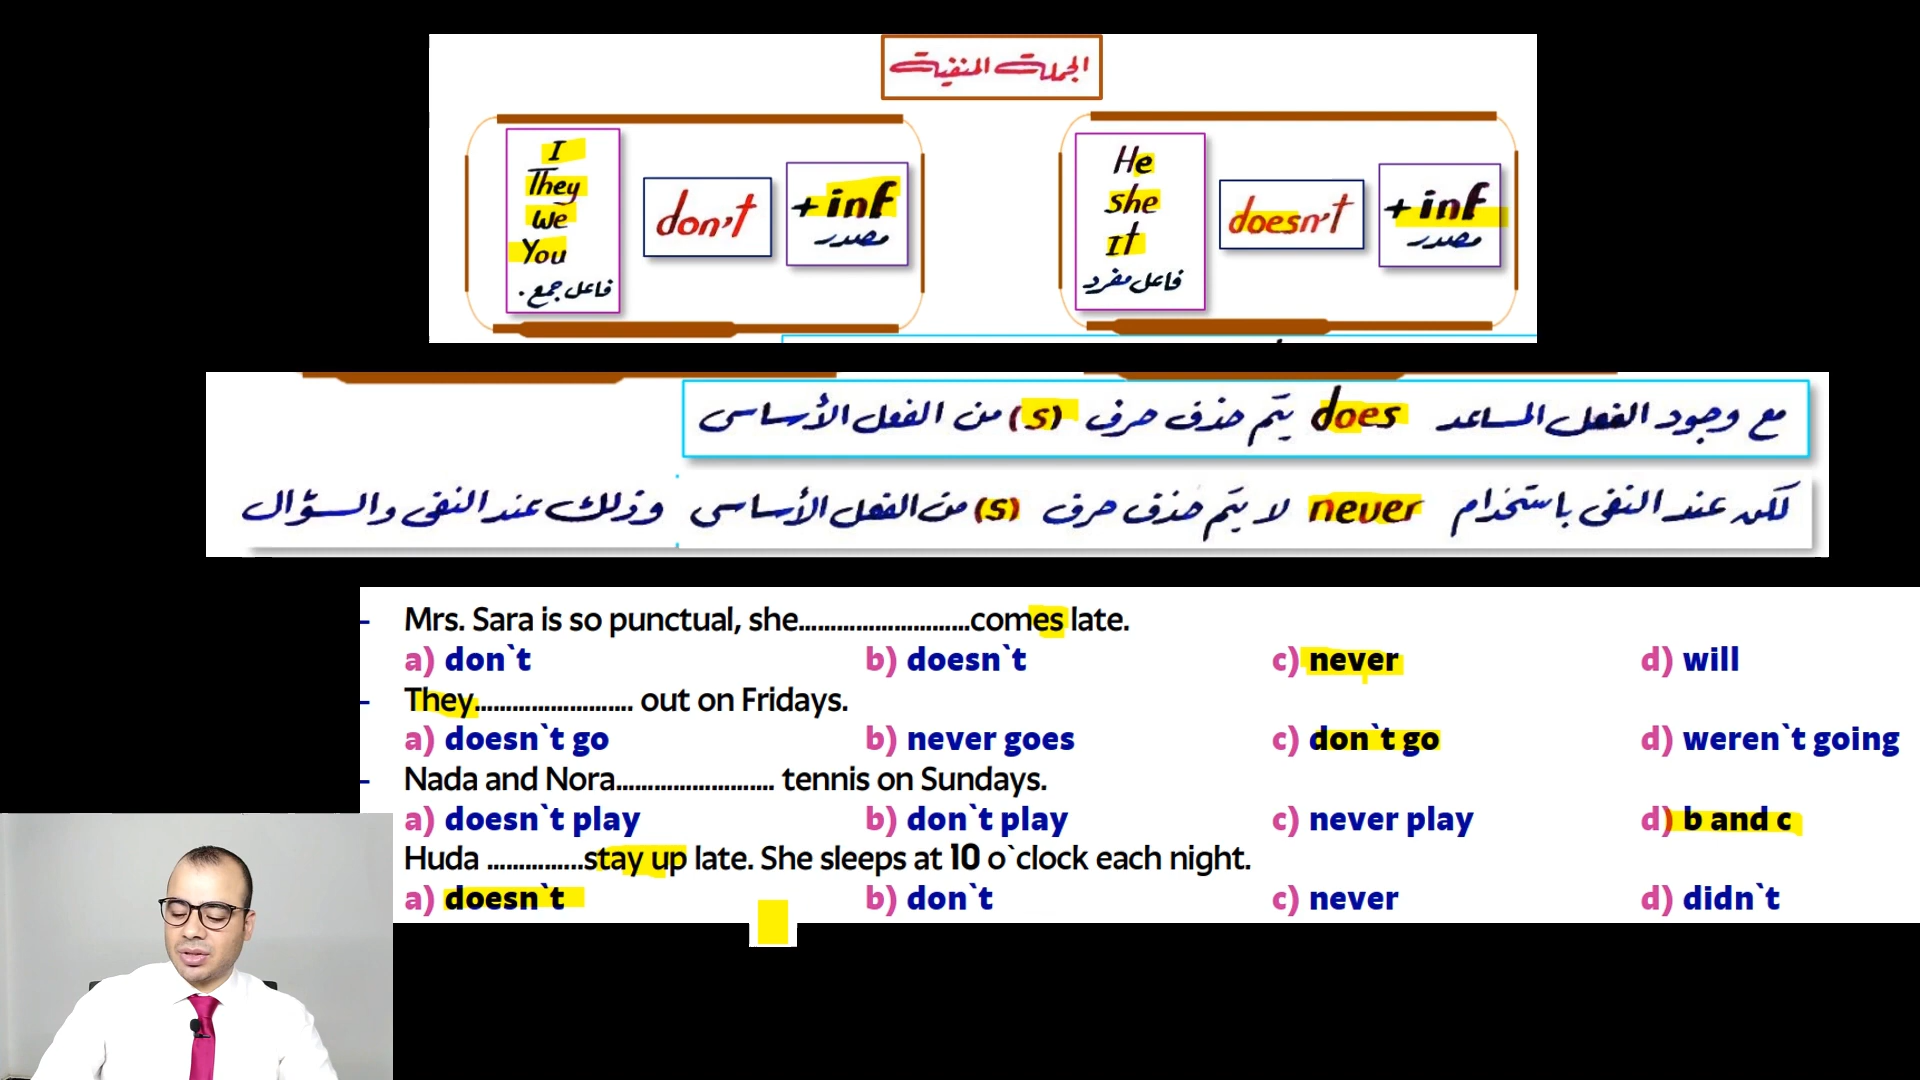 الجملة المنفية
I
They
We
You
فاعل جمع .
don't
+ inf
مصدر
He
she
It
فاعل مفرد
doesn't
+ inf
مصدر
مع وجود الفعل المساعد does يتم حذف حرف (s) من الفعل الأساسى
لكن عند النفى باستخدام never لا يتم حذف حرف (s) من الفعل الأساسى وذلك عند النفى والسؤال
- Mrs. Sara is so punctual, she...........................comes late.
a) don`t b) doesn`t c) never d) will
- They......................... out on Fridays.
a) doesn`t go b) never goes c) don`t go d) weren`t going
- Nada and Nora......................... tennis on Sundays.
a) doesn`t play b) don`t play c) never play d) b and c
Huda ...............stay up late. She sleeps at 10 o`clock each night.
a) doesn`t b) don`t c) never d) didn`t